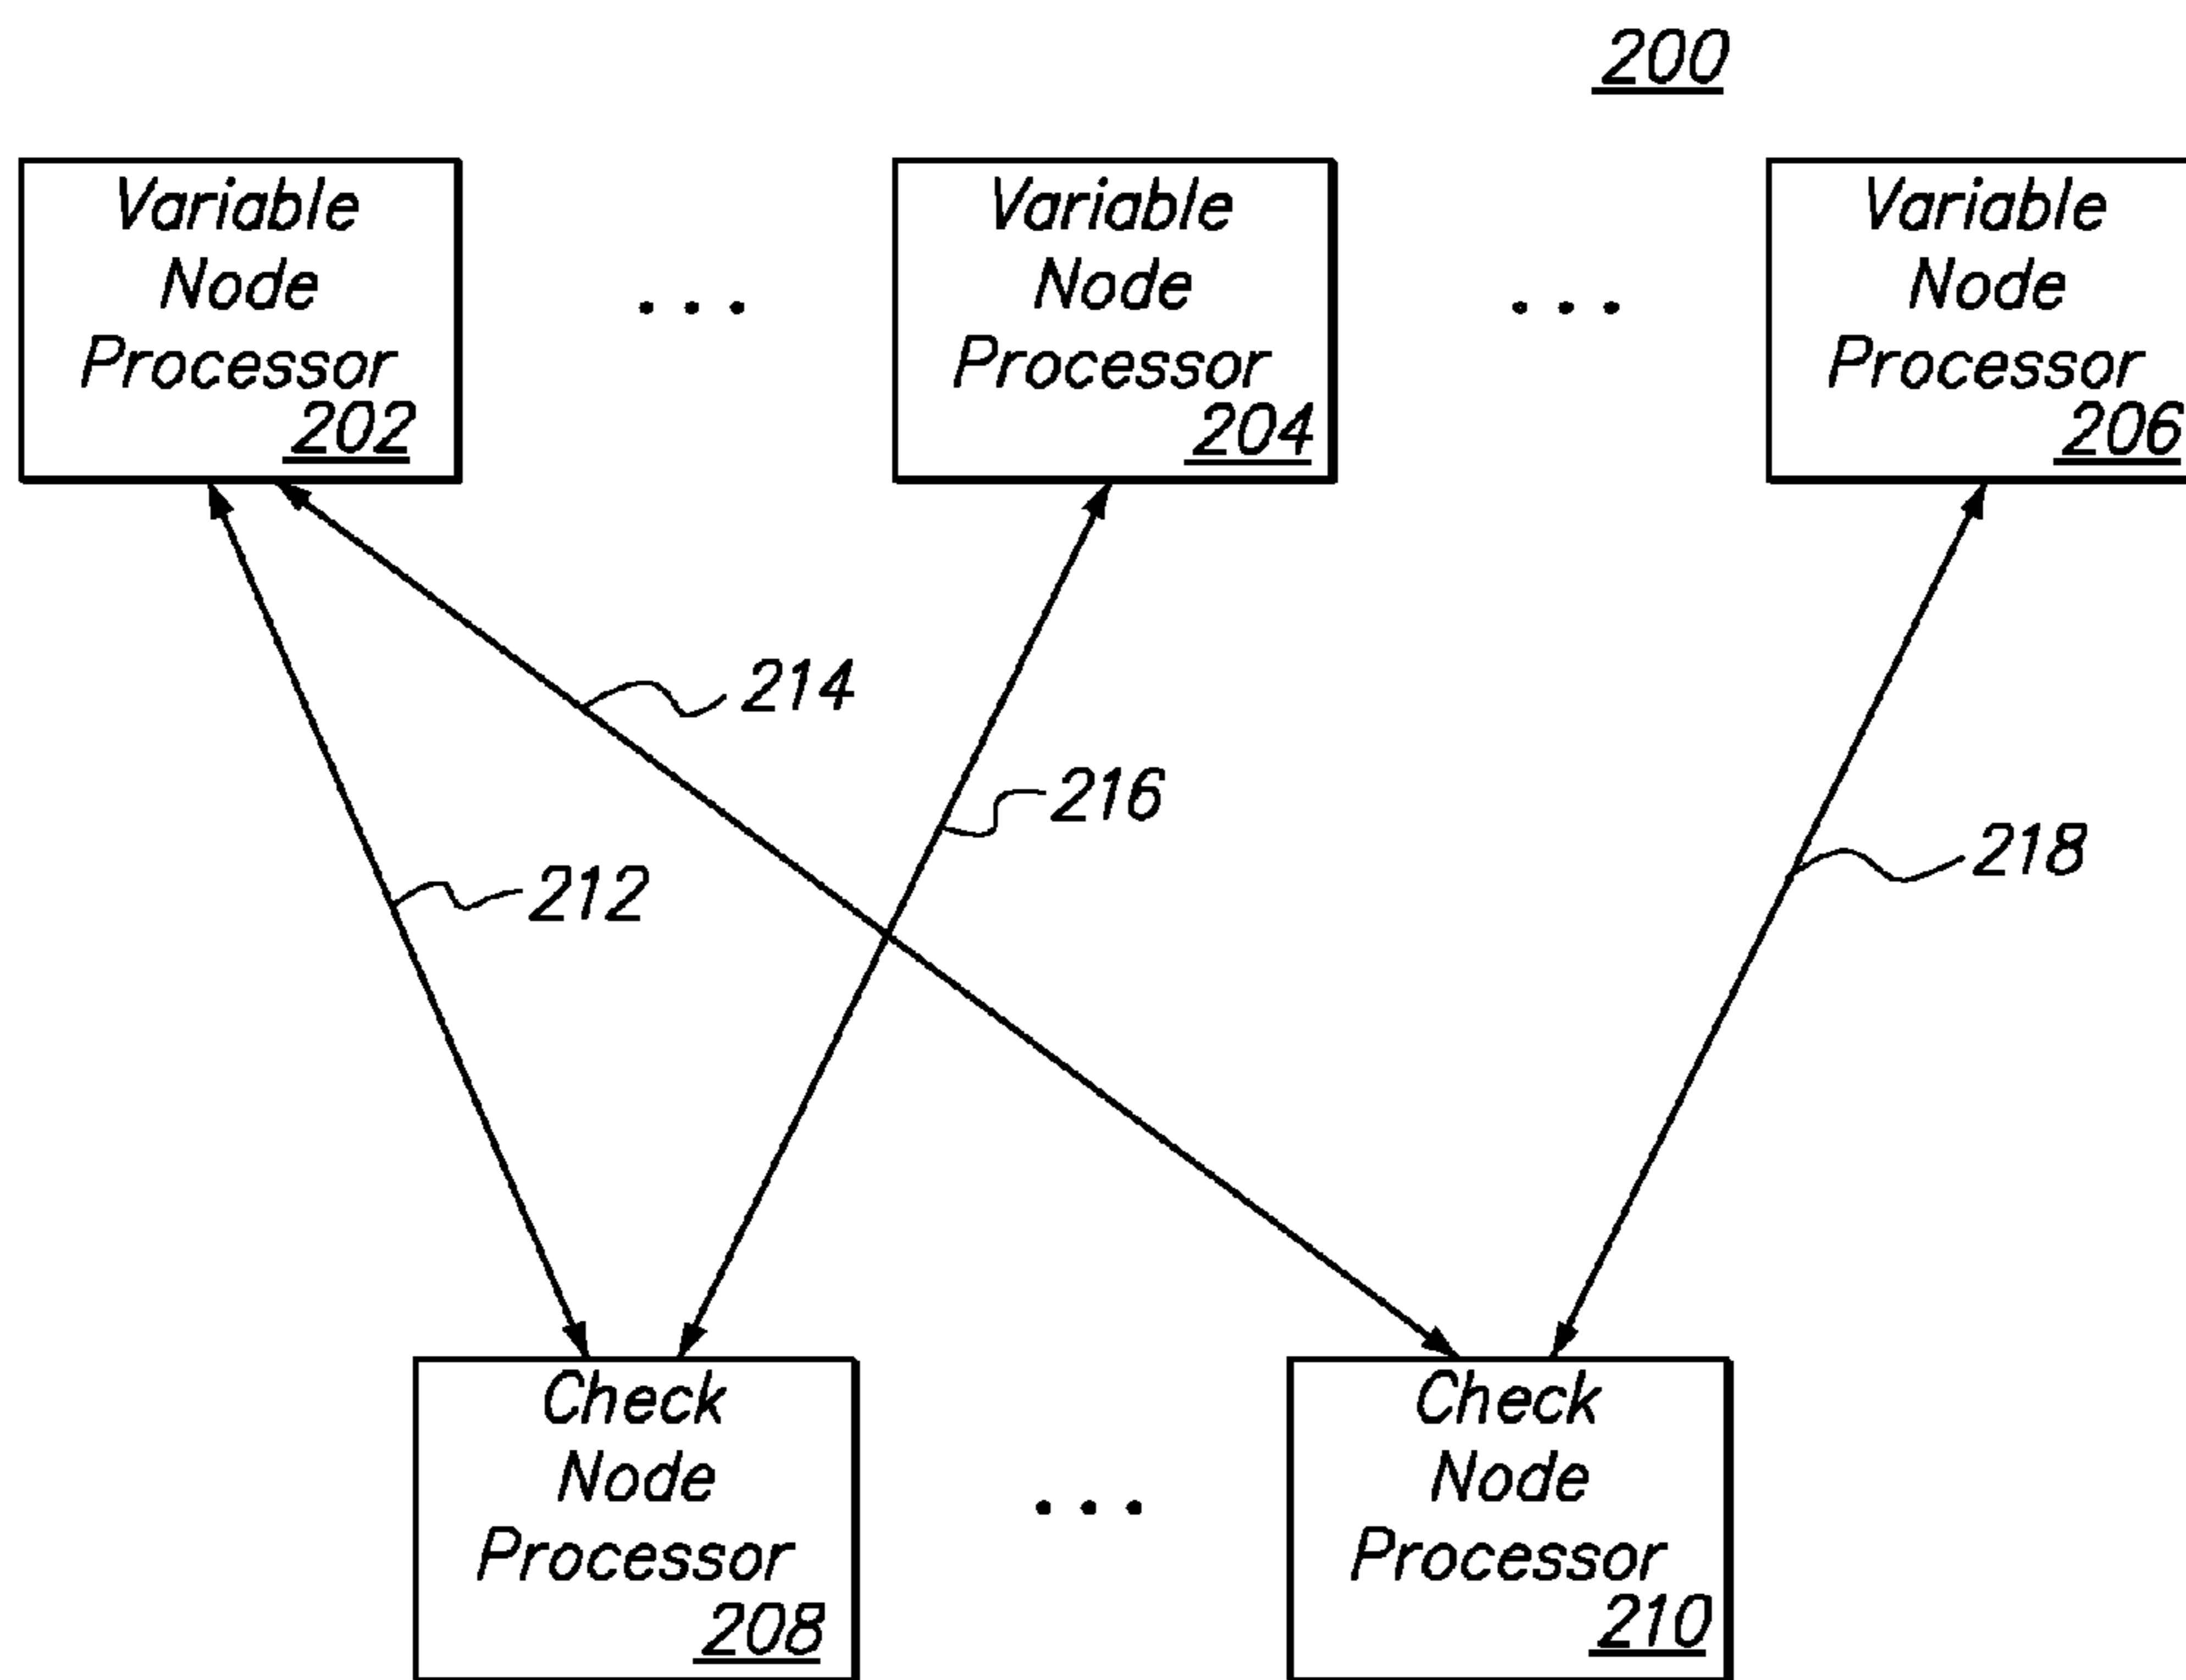 200
Variable
Node
Processor
202
...
Variable
Node
Processor
204
...
Variable
Node
Processor
206
214
216
218
212
Check
Node
Processor
208
...
Check
Node
Processor
210